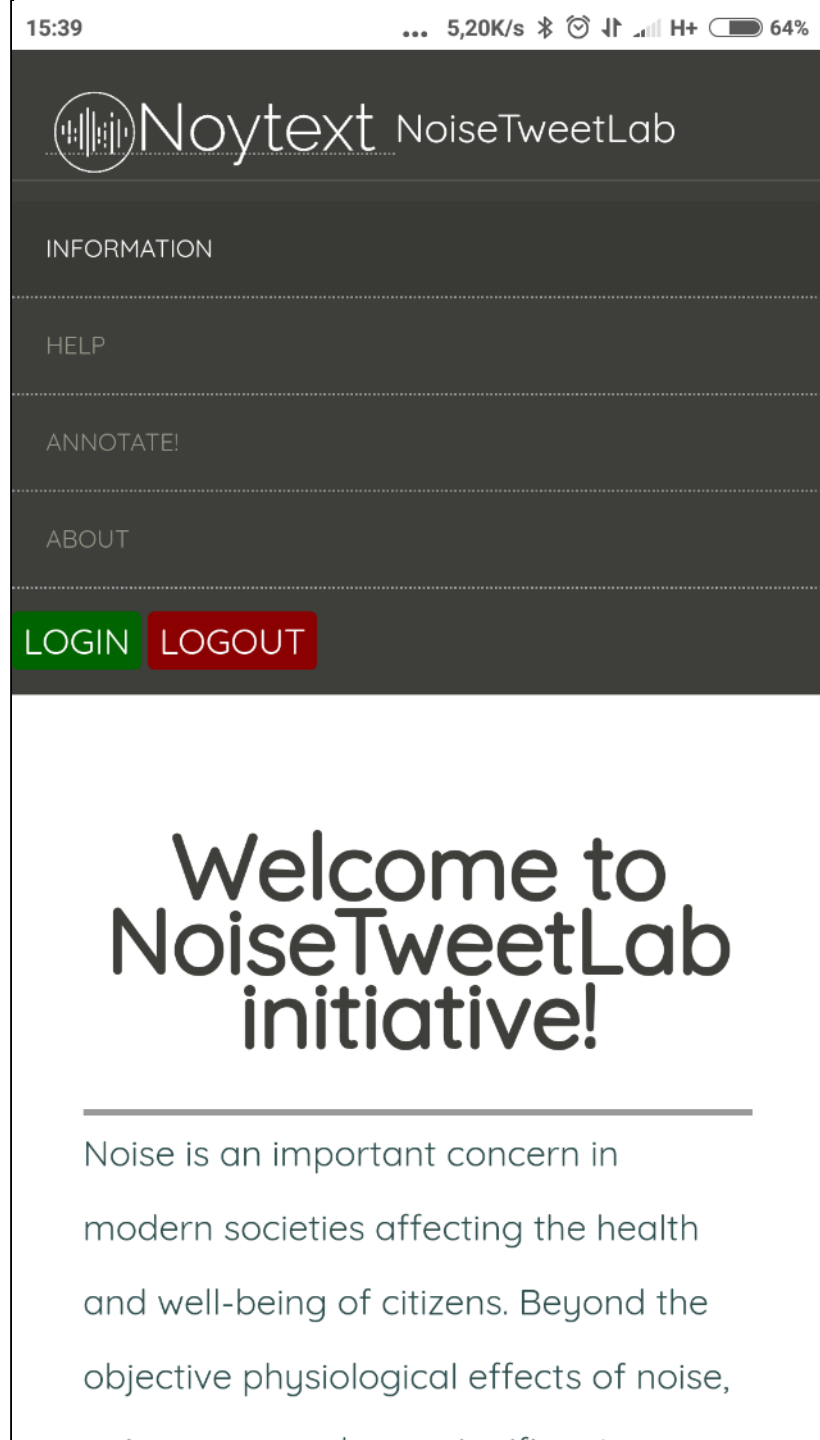 15:39 ... 5,20K/s H+ 64%
Noytext NoiseTweetLab
INFORMATION
HELP
ANNOTATE!
ABOUT
LOGIN LOGOUT
Welcome to
NoiseTweetLab
initiative!
Noise is an important concern in
modern societies affecting the health
and well-being of citizens. Beyond the
objective physiological effects of noise,